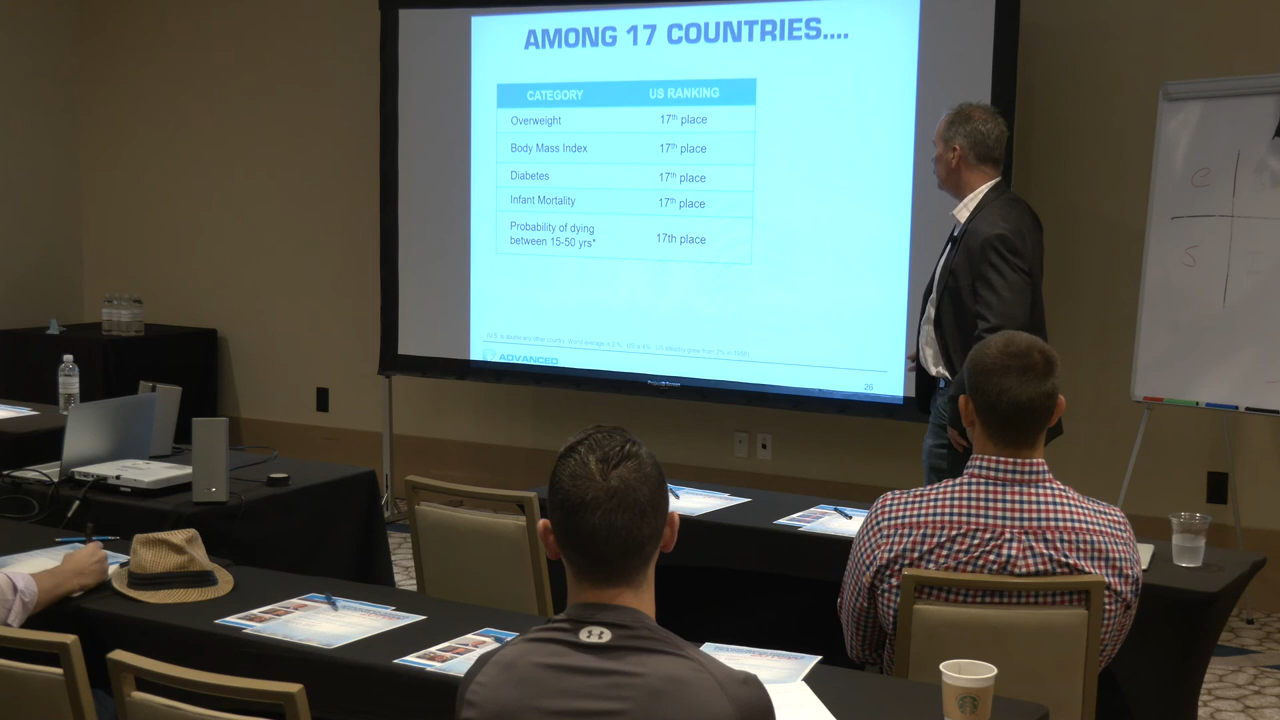 AMONG 17 COUNTRIES....
CATEGORY US RANKING
Overweight 17th place
Body Mass Index 17th place
Diabetes 17th place
Infant Mortality 17th place
Probability of dying
between 15-50 yrs* 17th place
ADVANCED
26
e
S